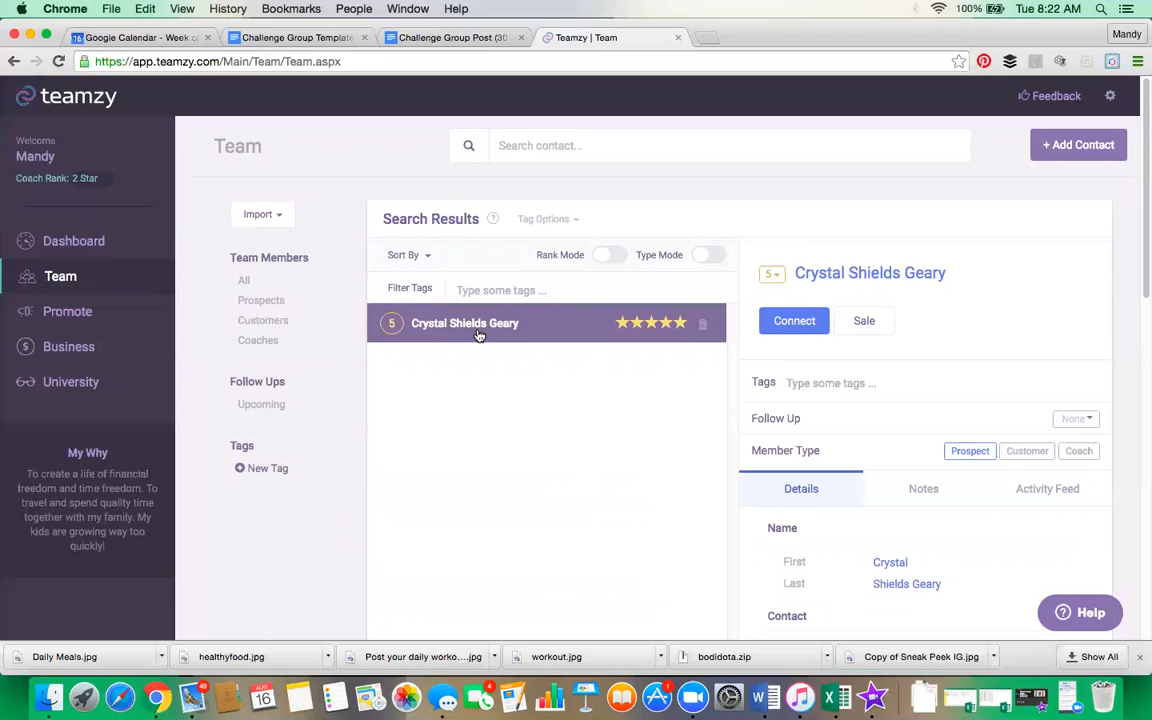 Chrome File Edit View History Bookmarks People Window Help 100% Tue 8:22 AM
16 Google Calendar - Week o Challenge Group Template Challenge Group Post (30 Teamzy | Team Mandy
https://app.teamzy.com/Main/Team/Team.aspx
teamzy Feedback
Welcome
Mandy
Coach Rank: 2 Star
Team Search contact... + Add Contact
Dashboard
Team
Promote
Business
University
My Why
To create a life of financial
freedom and time freedom. To
travel and spend quality time
together with my family. My
kids are growing way too
quickly!
Import
Team Members
All
Prospects
Customers
Coaches
Follow Ups
Upcoming
Tags
New Tag
Search Results ? Tag Options
Sort By Rank Mode Type Mode
Filter Tags Type some tags ...
5 Crystal Shields Geary
5 Crystal Shields Geary
Connect Sale
Tags Type some tags ...
Follow Up None
Member Type Prospect Customer Coach
Details Notes Activity Feed
Name
First Crystal
Last Shields Geary
Contact
? Help
Daily Meals.jpg healthyfood.jpg Post your daily worko....jpg workout.jpg bodidota.zip Copy of Sneak Peek IG.jpg Show All
49 AUG 16 4 1